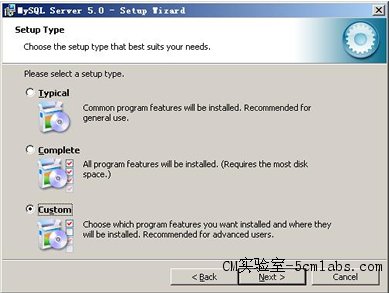 MySQL Server 5.0 - Setup Wizard
Setup Type
Choose the setup type that best suits your needs.
Please select a setup type.
Typical
Common program features will be installed. Recommended for
general use.
Complete
All program features will be installed. (Requires the most disk
space.)
Custom
Choose which program features you want installed and where they
will be installed. Recommended for advanced users.
CM实验室-5cmlabs.com
< Back
Next >
Cancel